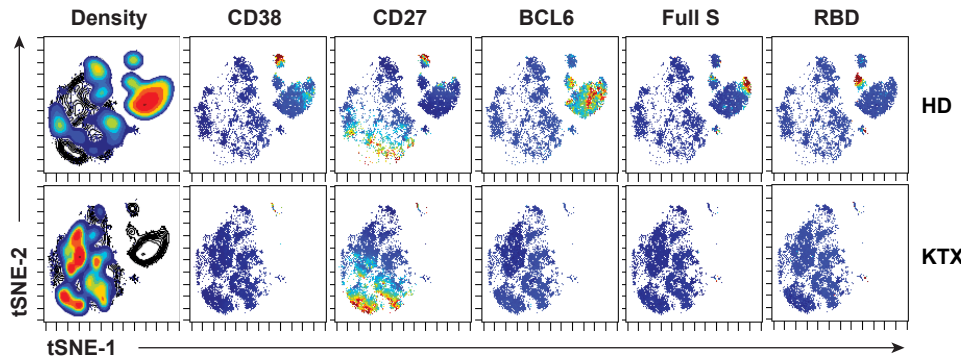 Density CD38 CD27 BCL6 Full S RBD
HD
KTX
tSNE-2
tSNE-1